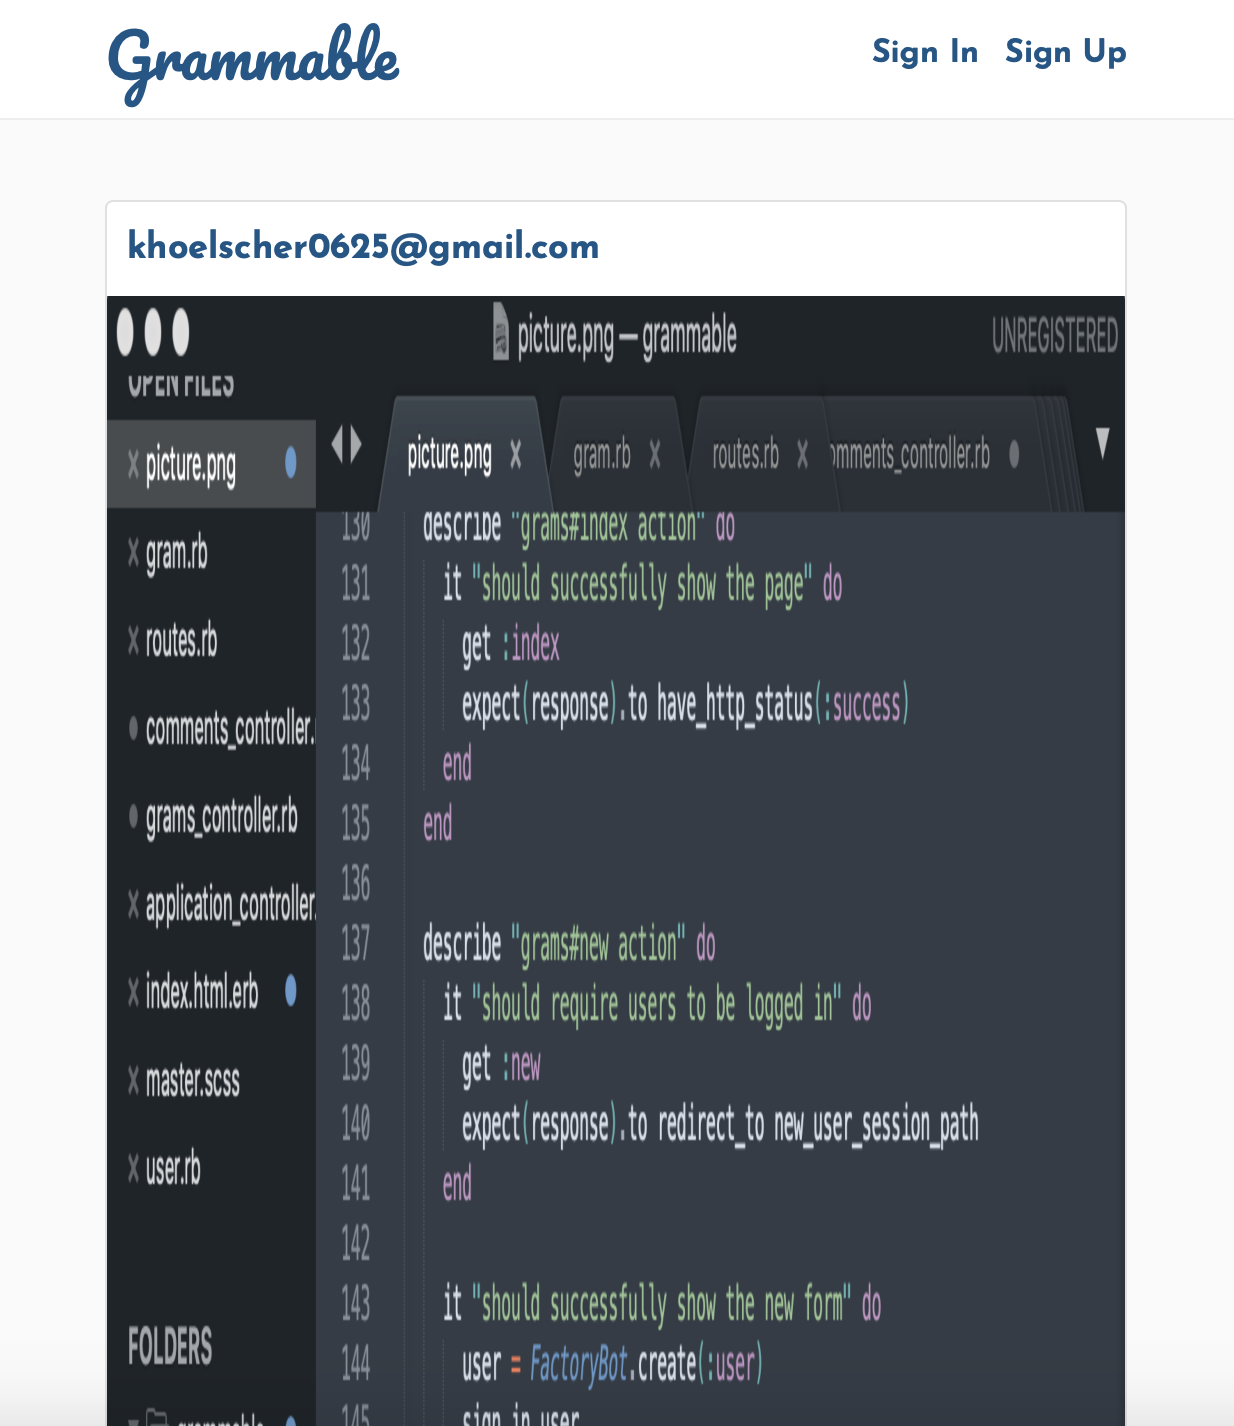 Grammable
Sign In Sign Up
khoelscher0625@gmail.com
picture.png — grammable
UNREGISTERED
OPEN FILES
picture.png
gram.rb
routes.rb
comments_controller.
grams_controller.rb
application_controller.
index.html.erb
master.scss
user.rb
FOLDERS
grammable
picture.png gram.rb routes.rb omments_controller.rb
130 describe "grams#index action" do
131 it "should successfully show the page" do
132 get :index
133 expect(response).to have_http_status(:success)
134 end
135 end
136
137 describe "grams#new action" do
138 it "should require users to be logged in" do
139 get :new
140 expect(response).to redirect_to new_user_session_path
141 end
142
143 it "should successfully show the new form" do
144 user = FactoryBot.create(:user)
145 sign_in user